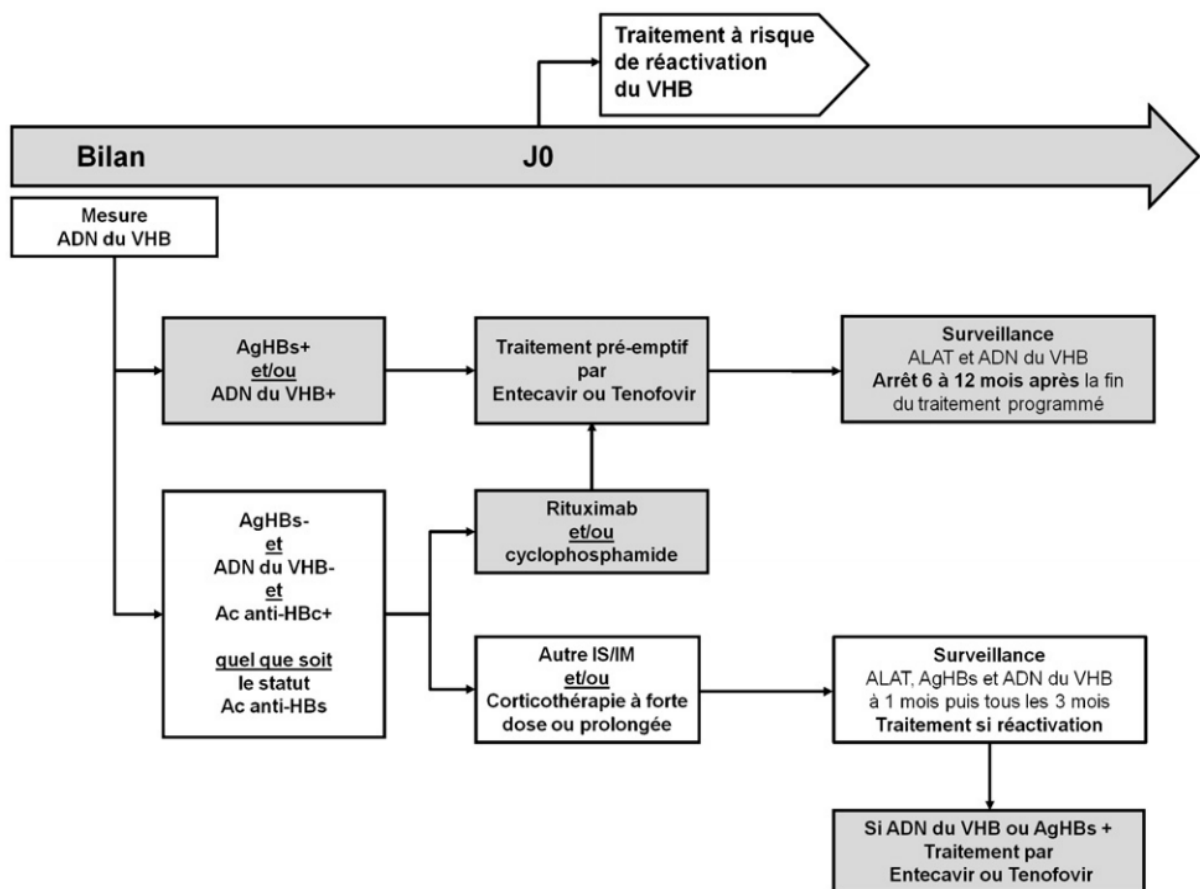 Traitement à risque
de réactivation
du VHB
Bilan
J0
Mesure
ADN du VHB
AgHBs+
et/ou
ADN du VHB+
Traitement pré-emptif
par
Entecavir ou Tenofovir
Surveillance
ALAT et ADN du VHB
Arrêt 6 à 12 mois après la fin
du traitement programmé
AgHBs-
et
ADN du VHB-
et
Ac anti-HBc+
quel que soit
le statut
Ac anti-HBs
Rituximab
et/ou
cyclophosphamide
Autre IS/IM
et/ou
Corticothérapie à forte
dose ou prolongée
Surveillance
ALAT, AgHBs et ADN du VHB
à 1 mois puis tous les 3 mois
Traitement si réactivation
Si ADN du VHB ou AgHBs +
Traitement par
Entecavir ou Tenofovir